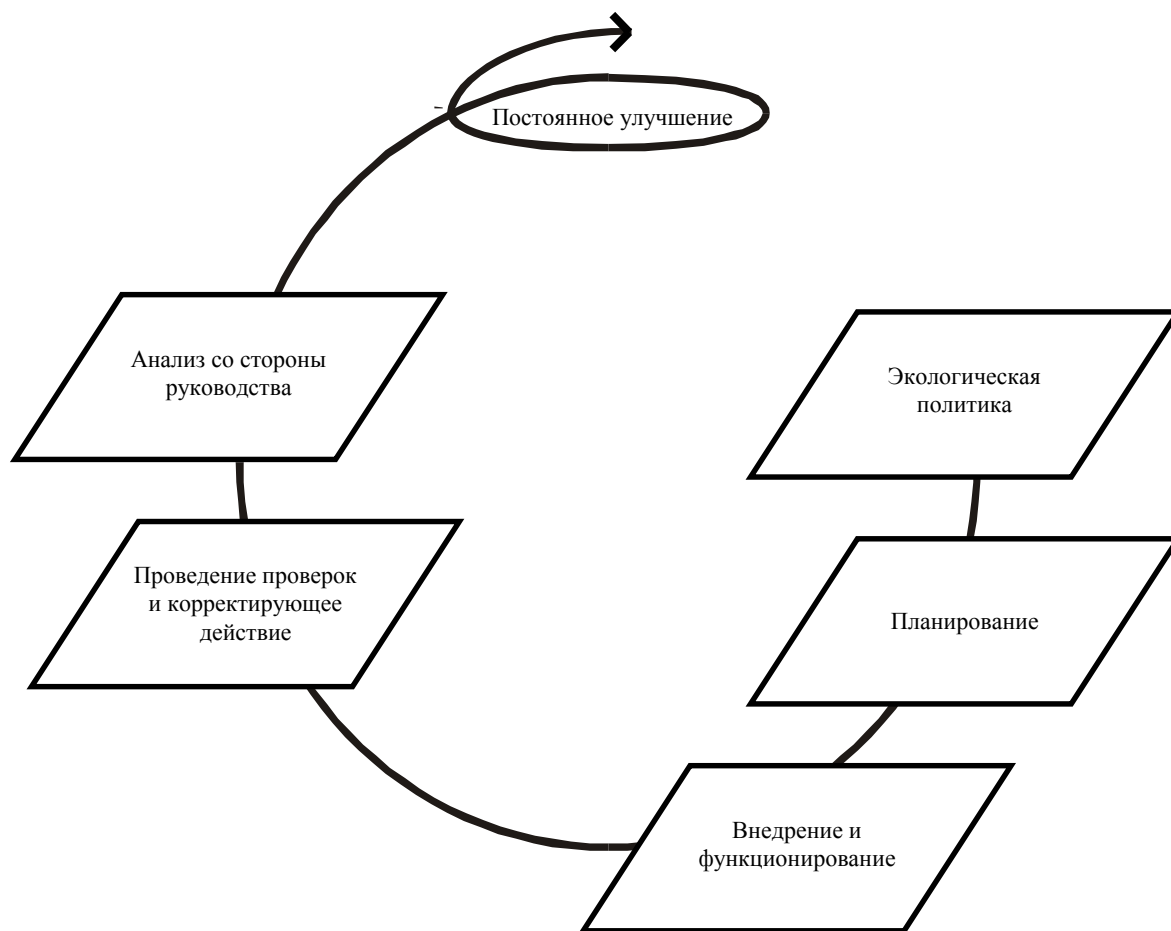 Постоянное улучшение
Анализ со стороны
руководства
Экологическая
политика
Проведение проверок
и корректирующее
действие
Планирование
Внедрение и
функционирование